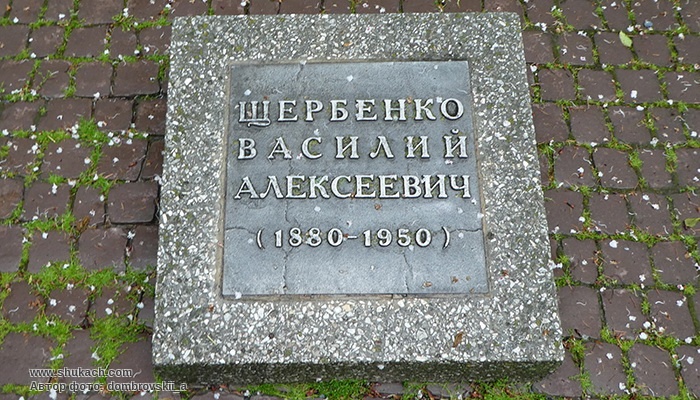 ЩЕРБЕНКО
ВАСИЛИЙ
АЛЕКСЕЕВИЧ
(1880-1950)
www.shukach.com
Автор фото: dombrovskii_a